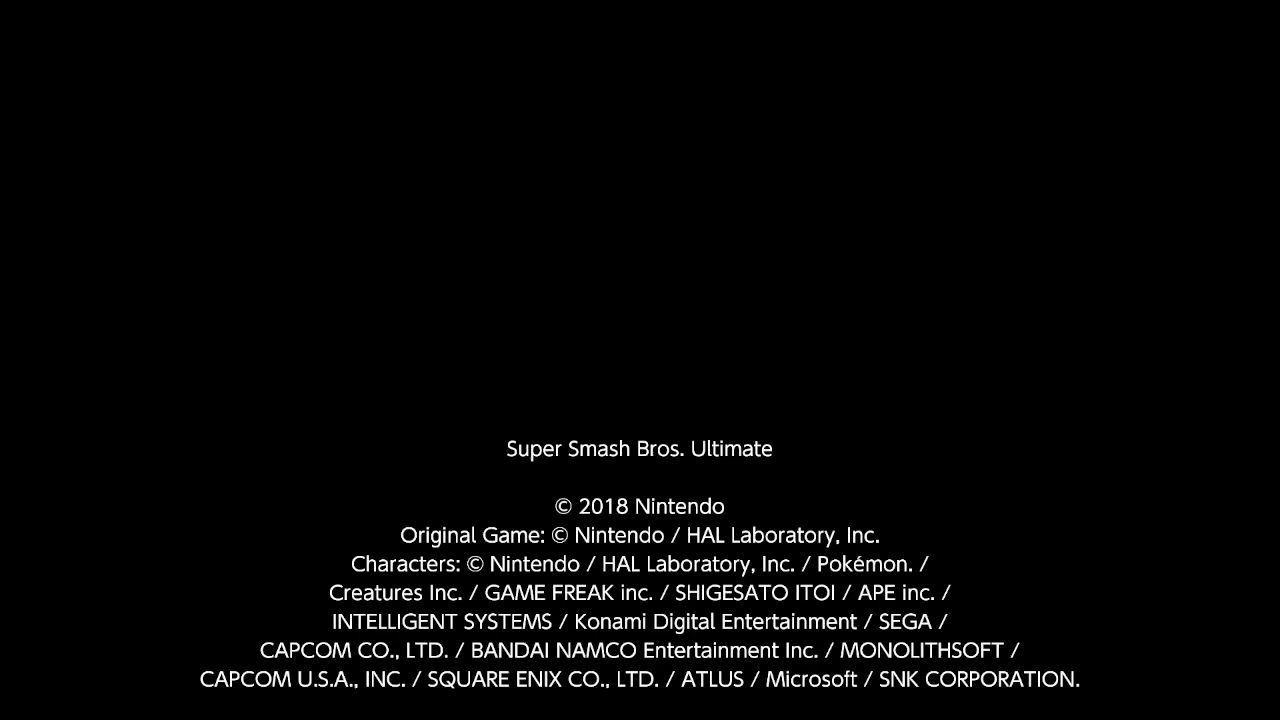 Super Smash Bros. Ultimate
© 2018 Nintendo
Original Game: © Nintendo / HAL Laboratory, Inc.
Characters: © Nintendo / HAL Laboratory, Inc. / Pokémon. /
Creatures Inc. / GAME FREAK inc. / SHIGESATO ITOI / APE inc. /
INTELLIGENT SYSTEMS / Konami Digital Entertainment / SEGA /
CAPCOM CO., LTD. / BANDAI NAMCO Entertainment Inc. / MONOLITHSOFT /
CAPCOM U.S.A., INC. / SQUARE ENIX CO., LTD. / ATLUS / Microsoft / SNK CORPORATION.